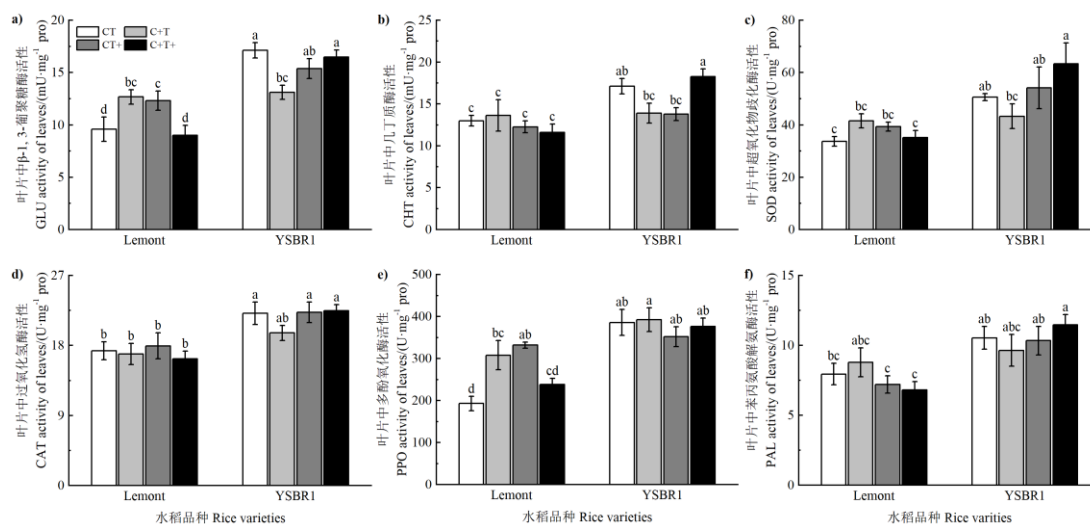 a)
CT
C+T
CT+
C+T+
叶片中β-1, 3-葡聚糖酶活性
GLU activity of leaves/(mU·mg⁻¹ pro)
20
15
10
5
0
d
bc
c
d
a
bc
ab
a
Lemont
YSBR1
b)
叶片中几丁质酶活性
CHT activity of leaves/(mU·mg⁻¹ pro)
25
20
15
10
5
0
c
c
c
c
ab
bc
bc
a
Lemont
YSBR1
c)
叶片中超氧化物歧化酶活性
SOD activity of leaves/(U·mg⁻¹ pro)
80
60
40
20
0
c
bc
bc
c
ab
bc
ab
a
Lemont
YSBR1
d)
叶片中过氧化氢酶活性
CAT activity of leaves/(U·mg⁻¹ pro)
27
18
9
0
b
b
b
b
a
ab
a
a
Lemont
YSBR1
水稻品种 Rice varieties
e)
叶片中多酚氧化酶活性
PPO activity of leaves/(U·mg⁻¹ pro)
500
400
300
200
100
0
d
bc
ab
cd
ab
a
ab
ab
Lemont
YSBR1
水稻品种 Rice varieties
f)
叶片中苯丙氨酸解氨酶活性
PAL activity of leaves/(U·mg⁻¹ pro)
15
10
5
0
bc
abc
c
c
ab
abc
ab
a
Lemont
YSBR1
水稻品种 Rice varieties